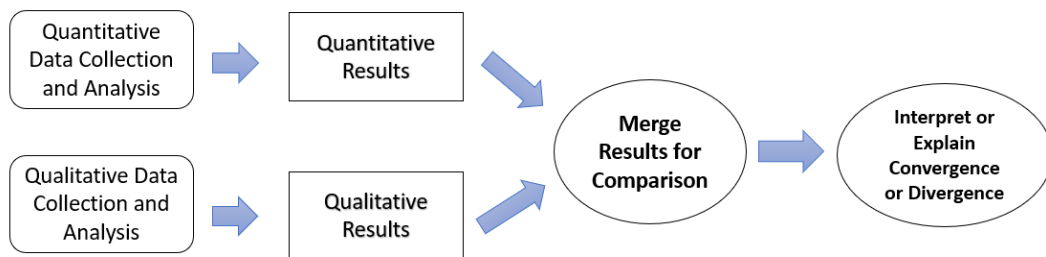 Quantitative
Data Collection
and Analysis
Quantitative
Results
Qualitative Data
Collection and
Analysis
Qualitative
Results
Merge
Results for
Comparison
Interpret or
Explain
Convergence
or Divergence